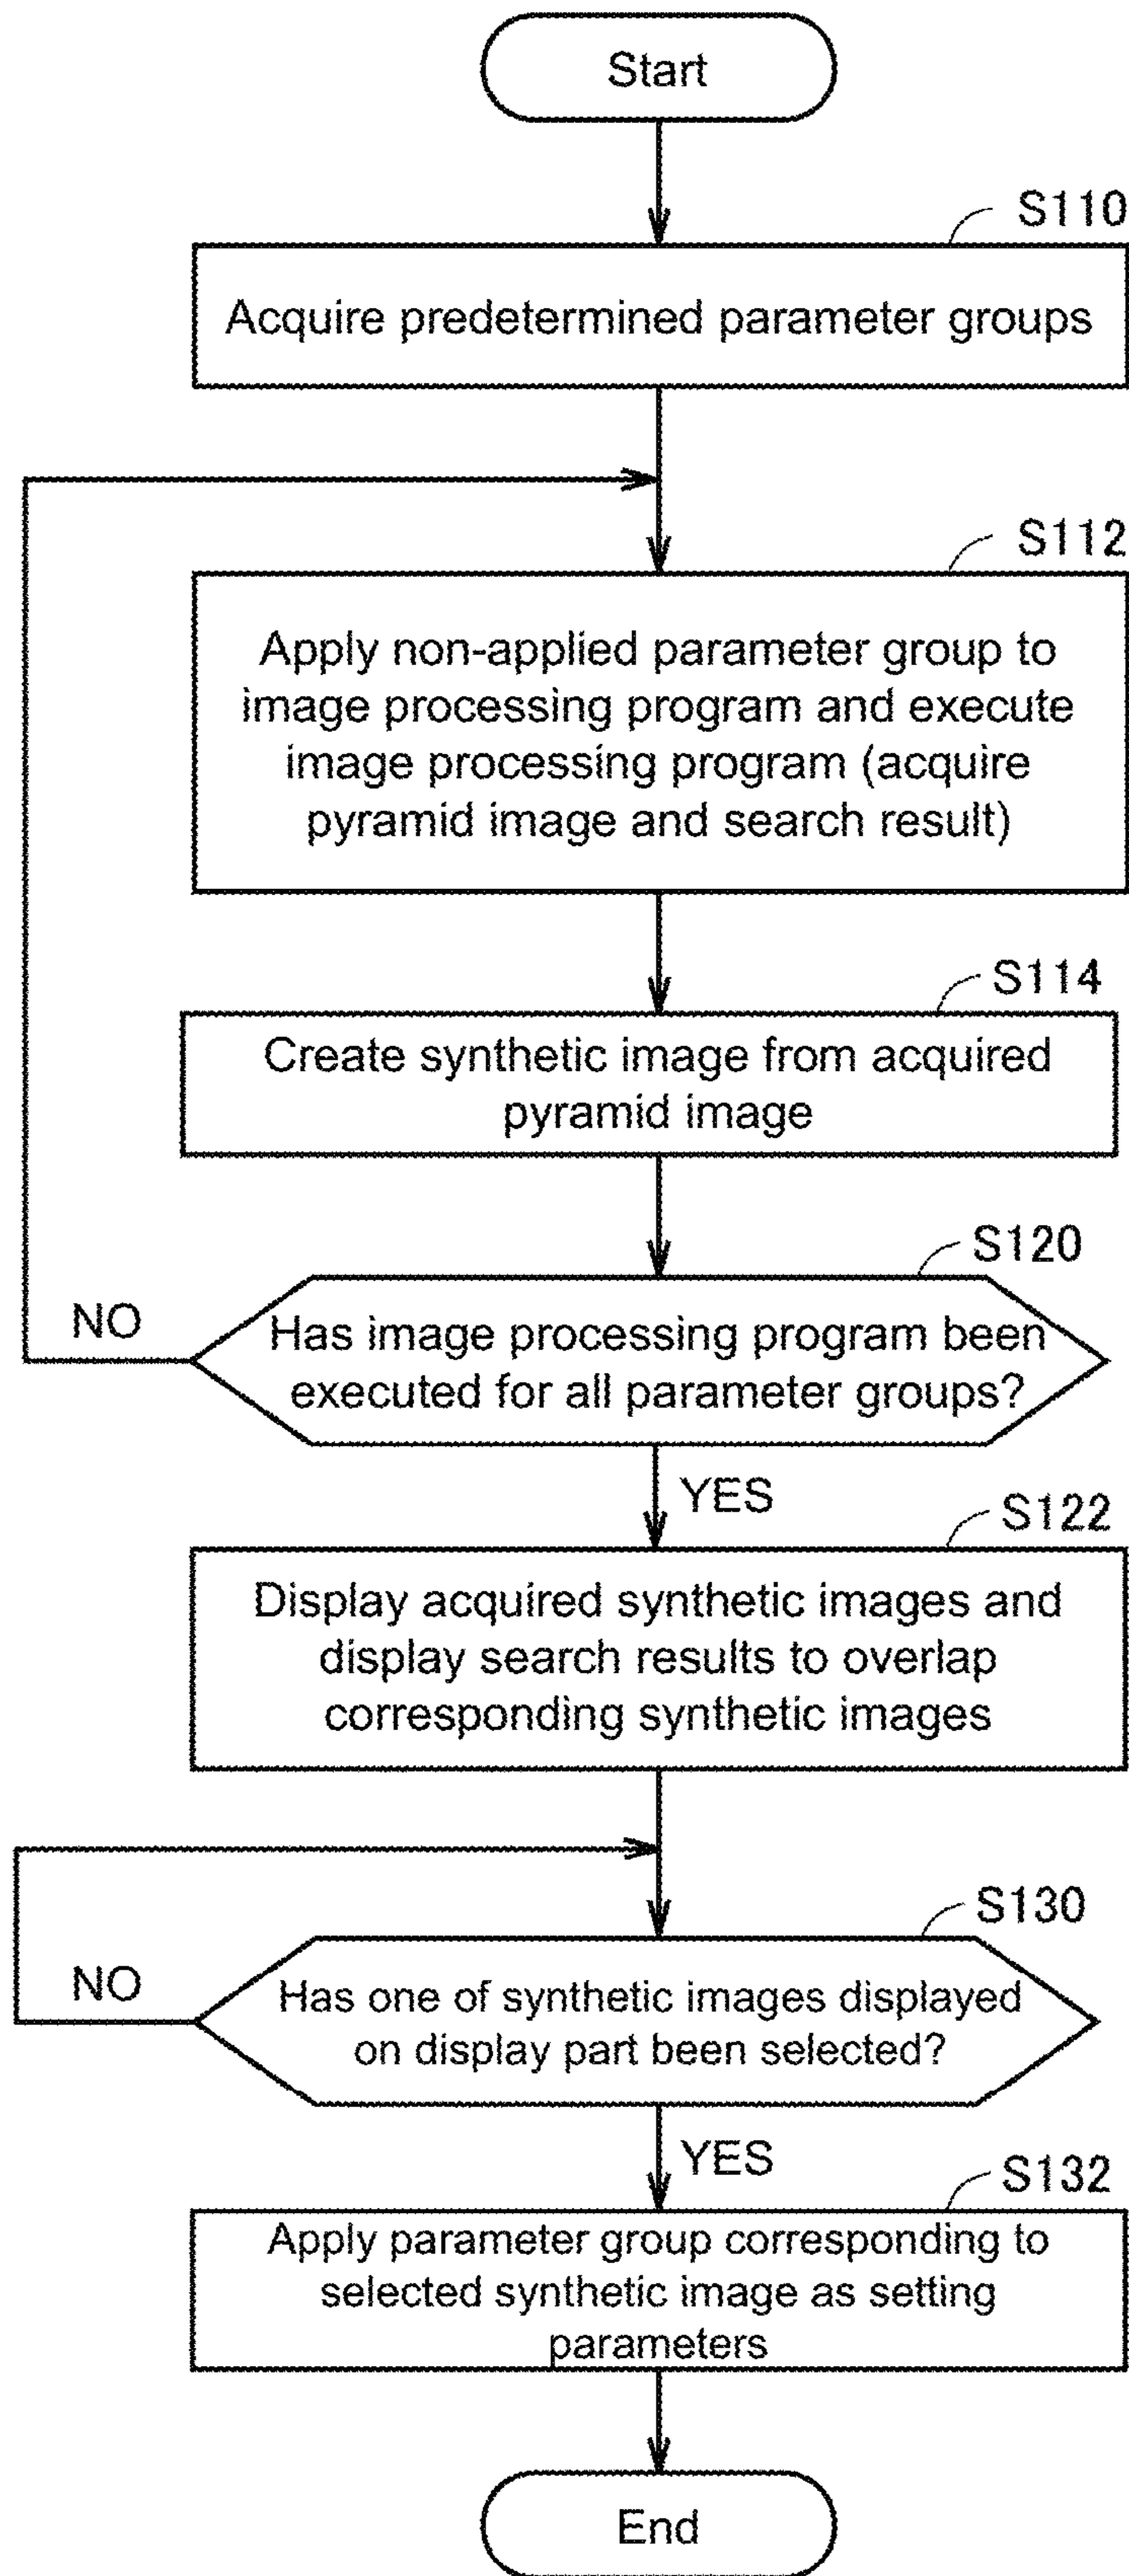 Start
S110
Acquire predetermined parameter groups
S112
Apply non-applied parameter group to
image processing program and execute
image processing program (acquire
pyramid image and search result)
S114
Create synthetic image from acquired
pyramid image
S120
NO
Has image processing program been
executed for all parameter groups?
YES
S122
Display acquired synthetic images and
display search results to overlap
corresponding synthetic images
S130
NO
Has one of synthetic images displayed
on display part been selected?
YES
S132
Apply parameter group corresponding to
selected synthetic image as setting
parameters
End